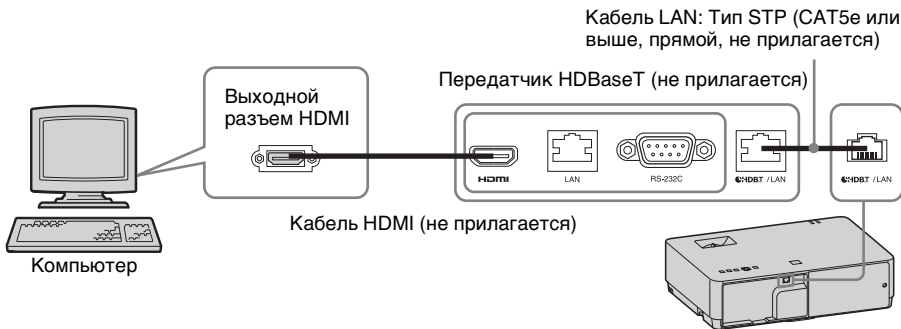 Кабель LAN: Тип STP (CAT5e или
выше, прямой, не прилагается)
Передатчик HDBaseT (не прилагается)
Выходной
разъем HDMI
HDMI
LAN
RS-232C
HDBT / LAN
HDBT / LAN
Кабель HDMI (не прилагается)
Компьютер